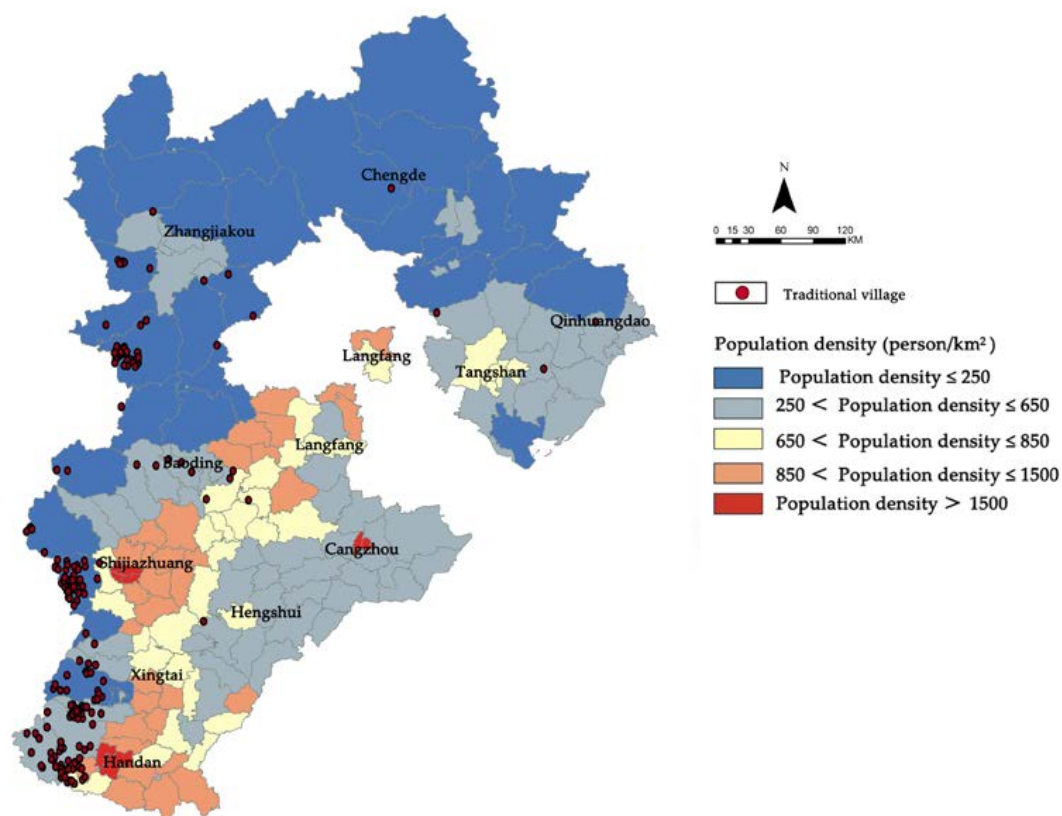 Chengde
Zhangjiakou
Qinhuangdao
Langfang
Tangshan
Langfang
Baoding
Cangzhou
Shijiazhuang
Hengshui
Xingtai
Handan
N
0 15 30 60 90 120
KM
Traditional village
Population density (person/km²)
Population density ≤ 250
250 < Population density ≤ 650
650 < Population density ≤ 850
850 < Population density ≤ 1500
Population density > 1500